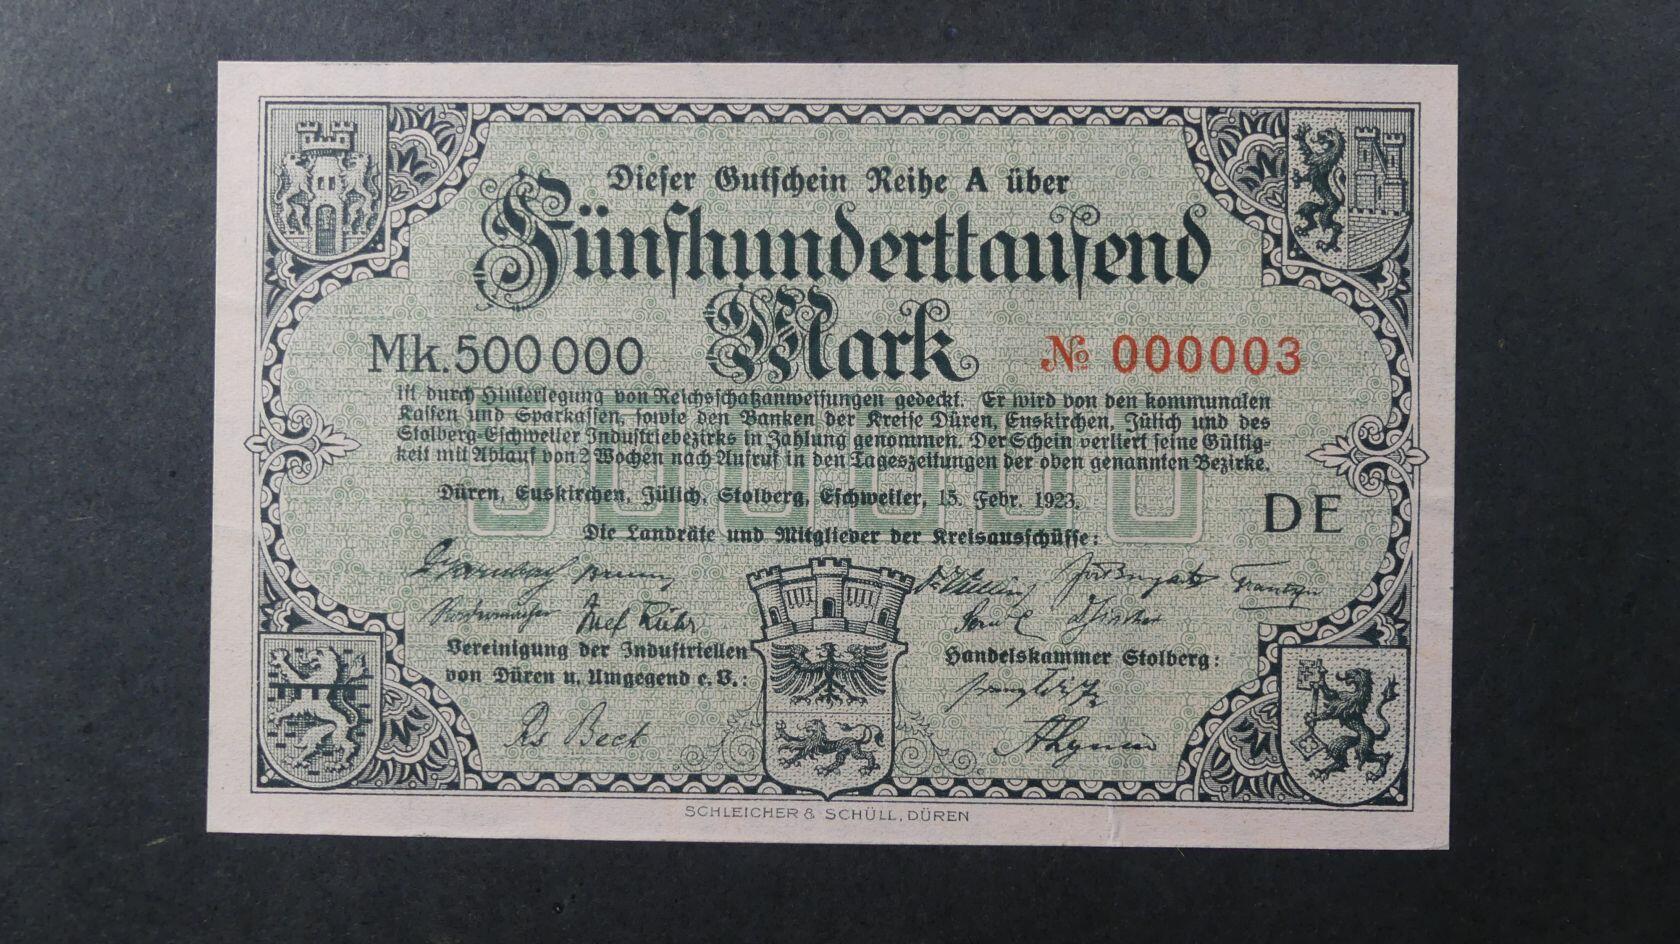 Dieser Gutschein Reihe A über
Fünfhunderttausend
Mark
Mk. 500 000
No 000003
ist durch Hinterlegung von Reichsschatzanweisungen gedeckt. Er wird von den kommunalen
Kassen und Sparkassen, sowie den Banken der Kreise Düren, Euskirchen, Jülich und des
Stolberg-Eschweiler Industriebezirks in Zahlung genommen. Der Schein verliert seine Gültig-
keit mit Ablauf von 2 Wochen nach Aufruf in den Tageszeitungen der oben genannten Bezirke.
Düren, Euskirchen, Jülich, Stolberg, Eschweiler, 15. Febr. 1923.
DE
Die Landräte und Mitglieder der Kreisausschüsse:
Vereinigung der Industriellen
von Düren u. Umgegend e. V.:
Handelskammer Stolberg:
Beck
SCHLEICHER & SCHÜLL, DÜREN
500000